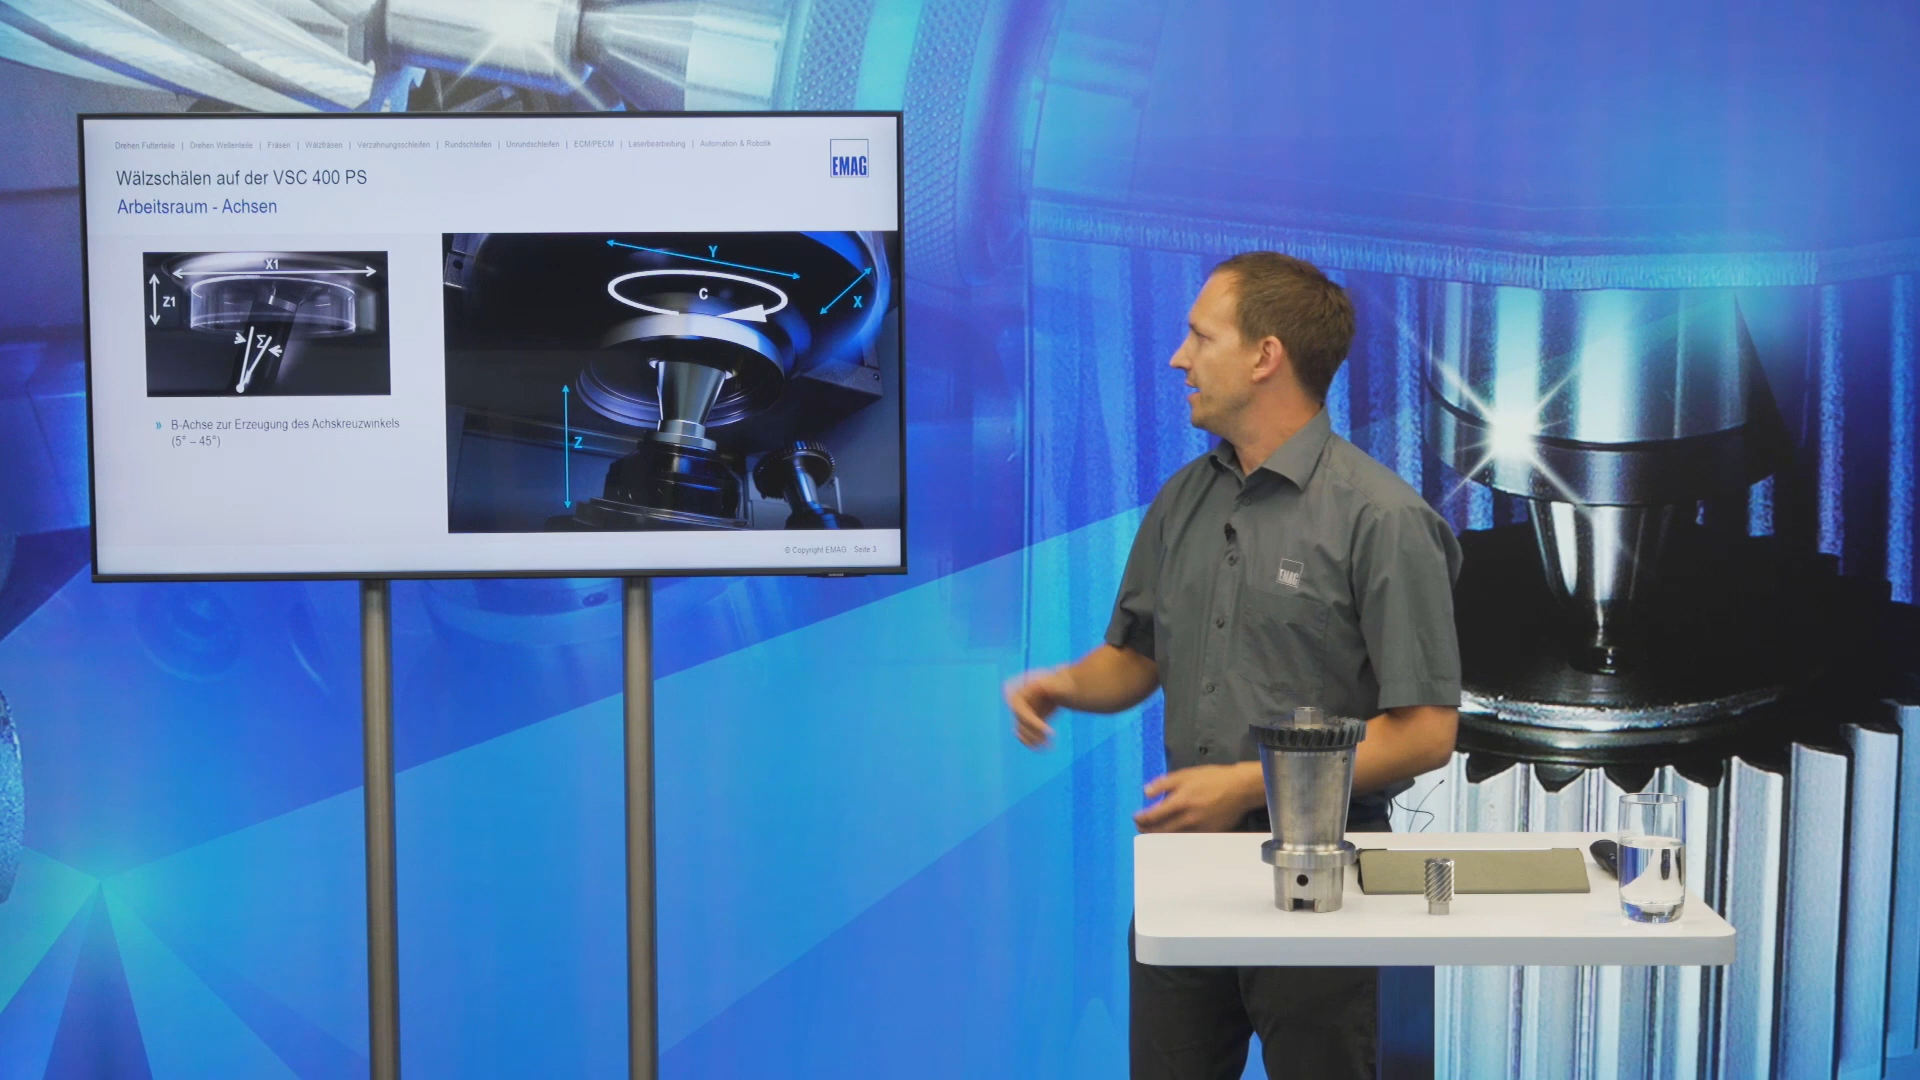 Drehen Futterteile | Drehen Wellenteile | Fräsen | Wälzfräsen | Verzahnungsschleifen | Rundschleifen | Unrundschleifen | ECM/PECM | Laserbearbeitung | Automation & Robotik
EMAG
Wälzschälen auf der VSC 400 PS
Arbeitsraum - Achsen
X1
Z1
Σ
Y
C
X
Z
» B-Achse zur Erzeugung des Achskreuzwinkels
(5° – 45°)
© Copyright EMAG Seite 3
EMAG